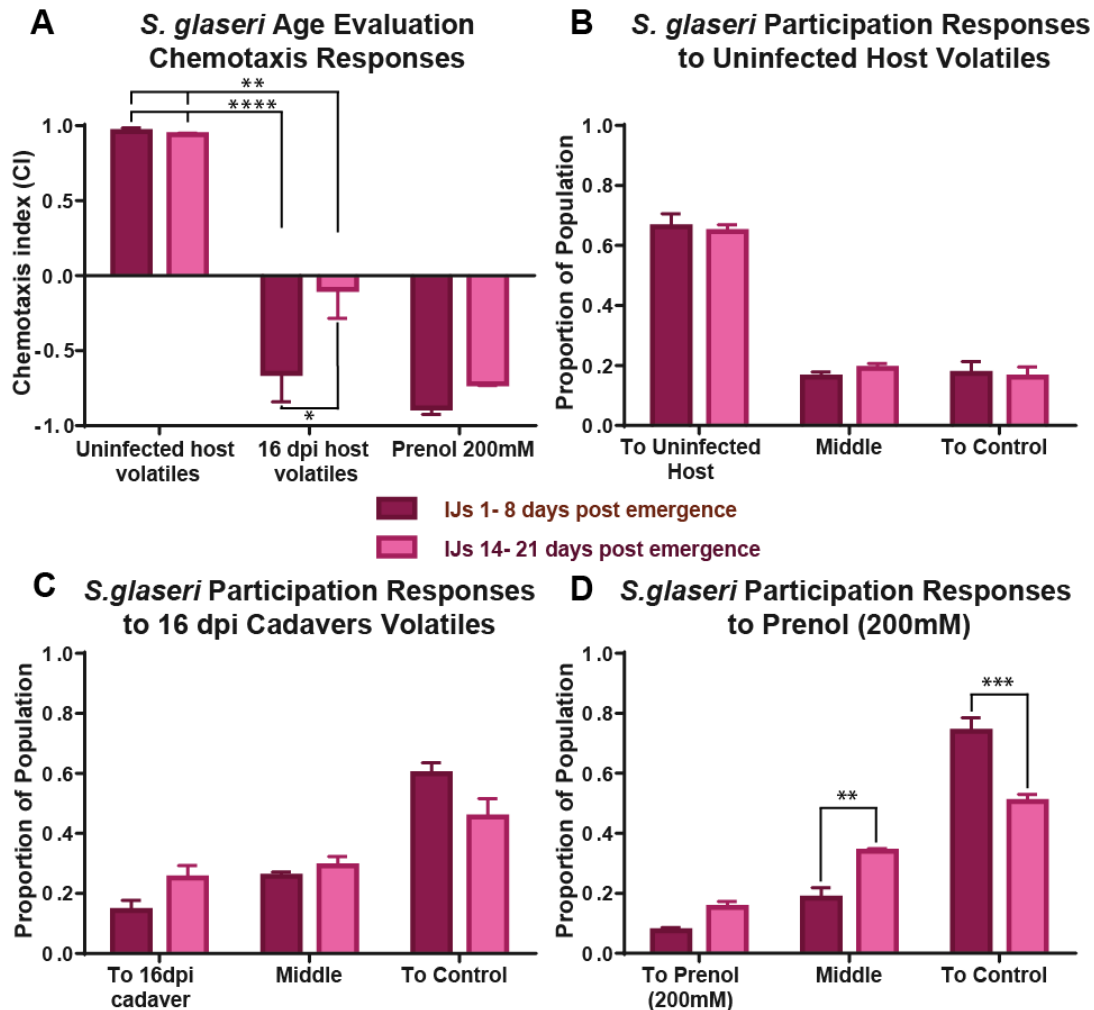 A
S. glaseri Age Evaluation
Chemotaxis Responses
**
****
1.0
0.5
0.0
-0.5
-1.0
Chemotaxis index (CI)
*
Uninfected host
volatiles
16 dpi host
volatiles
Prenol 200mM
B
S. glaseri Participation Responses
to Uninfected Host Volatiles
1.0
0.8
0.6
0.4
0.2
0.0
Proportion of Population
To Uninfected
Host
Middle
To Control
IJs 1- 8 days post emergence
IJs 14- 21 days post emergence
C
S.glaseri Participation Responses
to 16 dpi Cadavers Volatiles
1.0
0.8
0.6
0.4
0.2
0.0
Proportion of Population
To 16dpi
cadaver
Middle
To Control
D
S.glaseri Participation Responses
to Prenol (200mM)
1.0
0.8
0.6
0.4
0.2
0.0
Proportion of Population
**
***
To Prenol
(200mM)
Middle
To Control